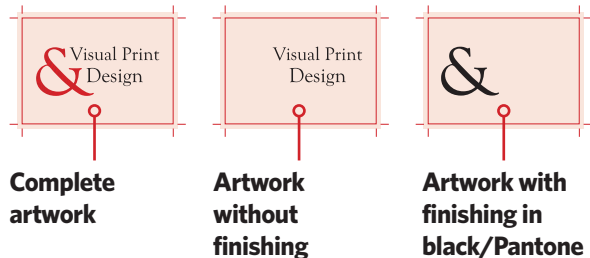 & Visual Print
Design
Visual Print
Design
&
Complete
artwork
Artwork
without
finishing
Artwork with
finishing in
black/Pantone